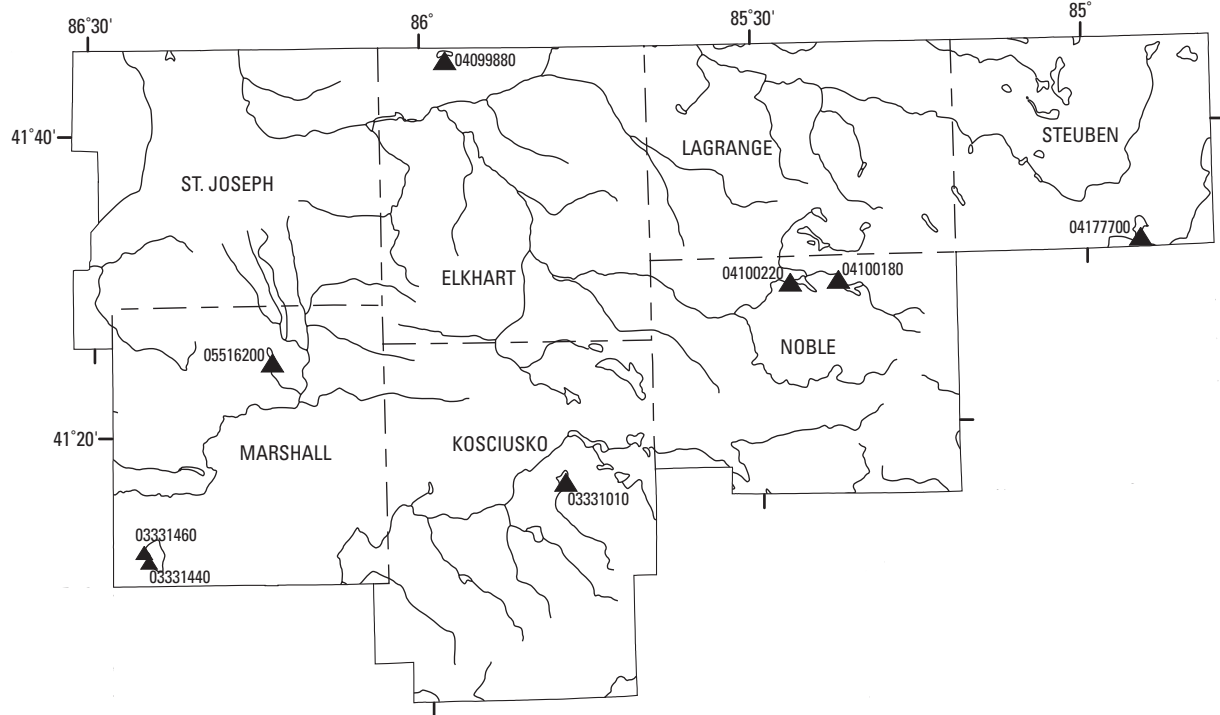 86°30'
86°
85°30'
85°
04099880
41°40'
STEUBEN
LAGRANGE
ST. JOSEPH
04177700
04100220
04100180
ELKHART
NOBLE
05516200
41°20'
MARSHALL
KOSCIUSKO
03331010
03331460
03331440